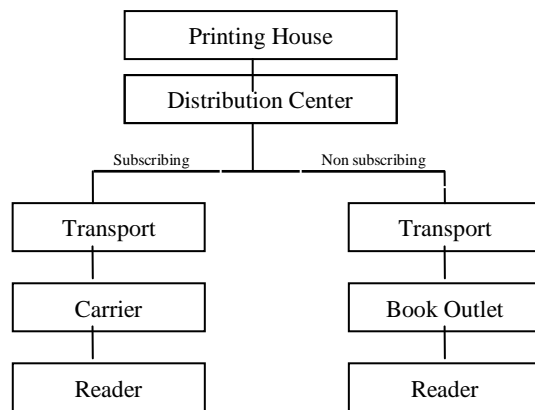 Printing House
Distribution Center
Subscribing
Non subscribing
Transport
Transport
Carrier
Book Outlet
Reader
Reader